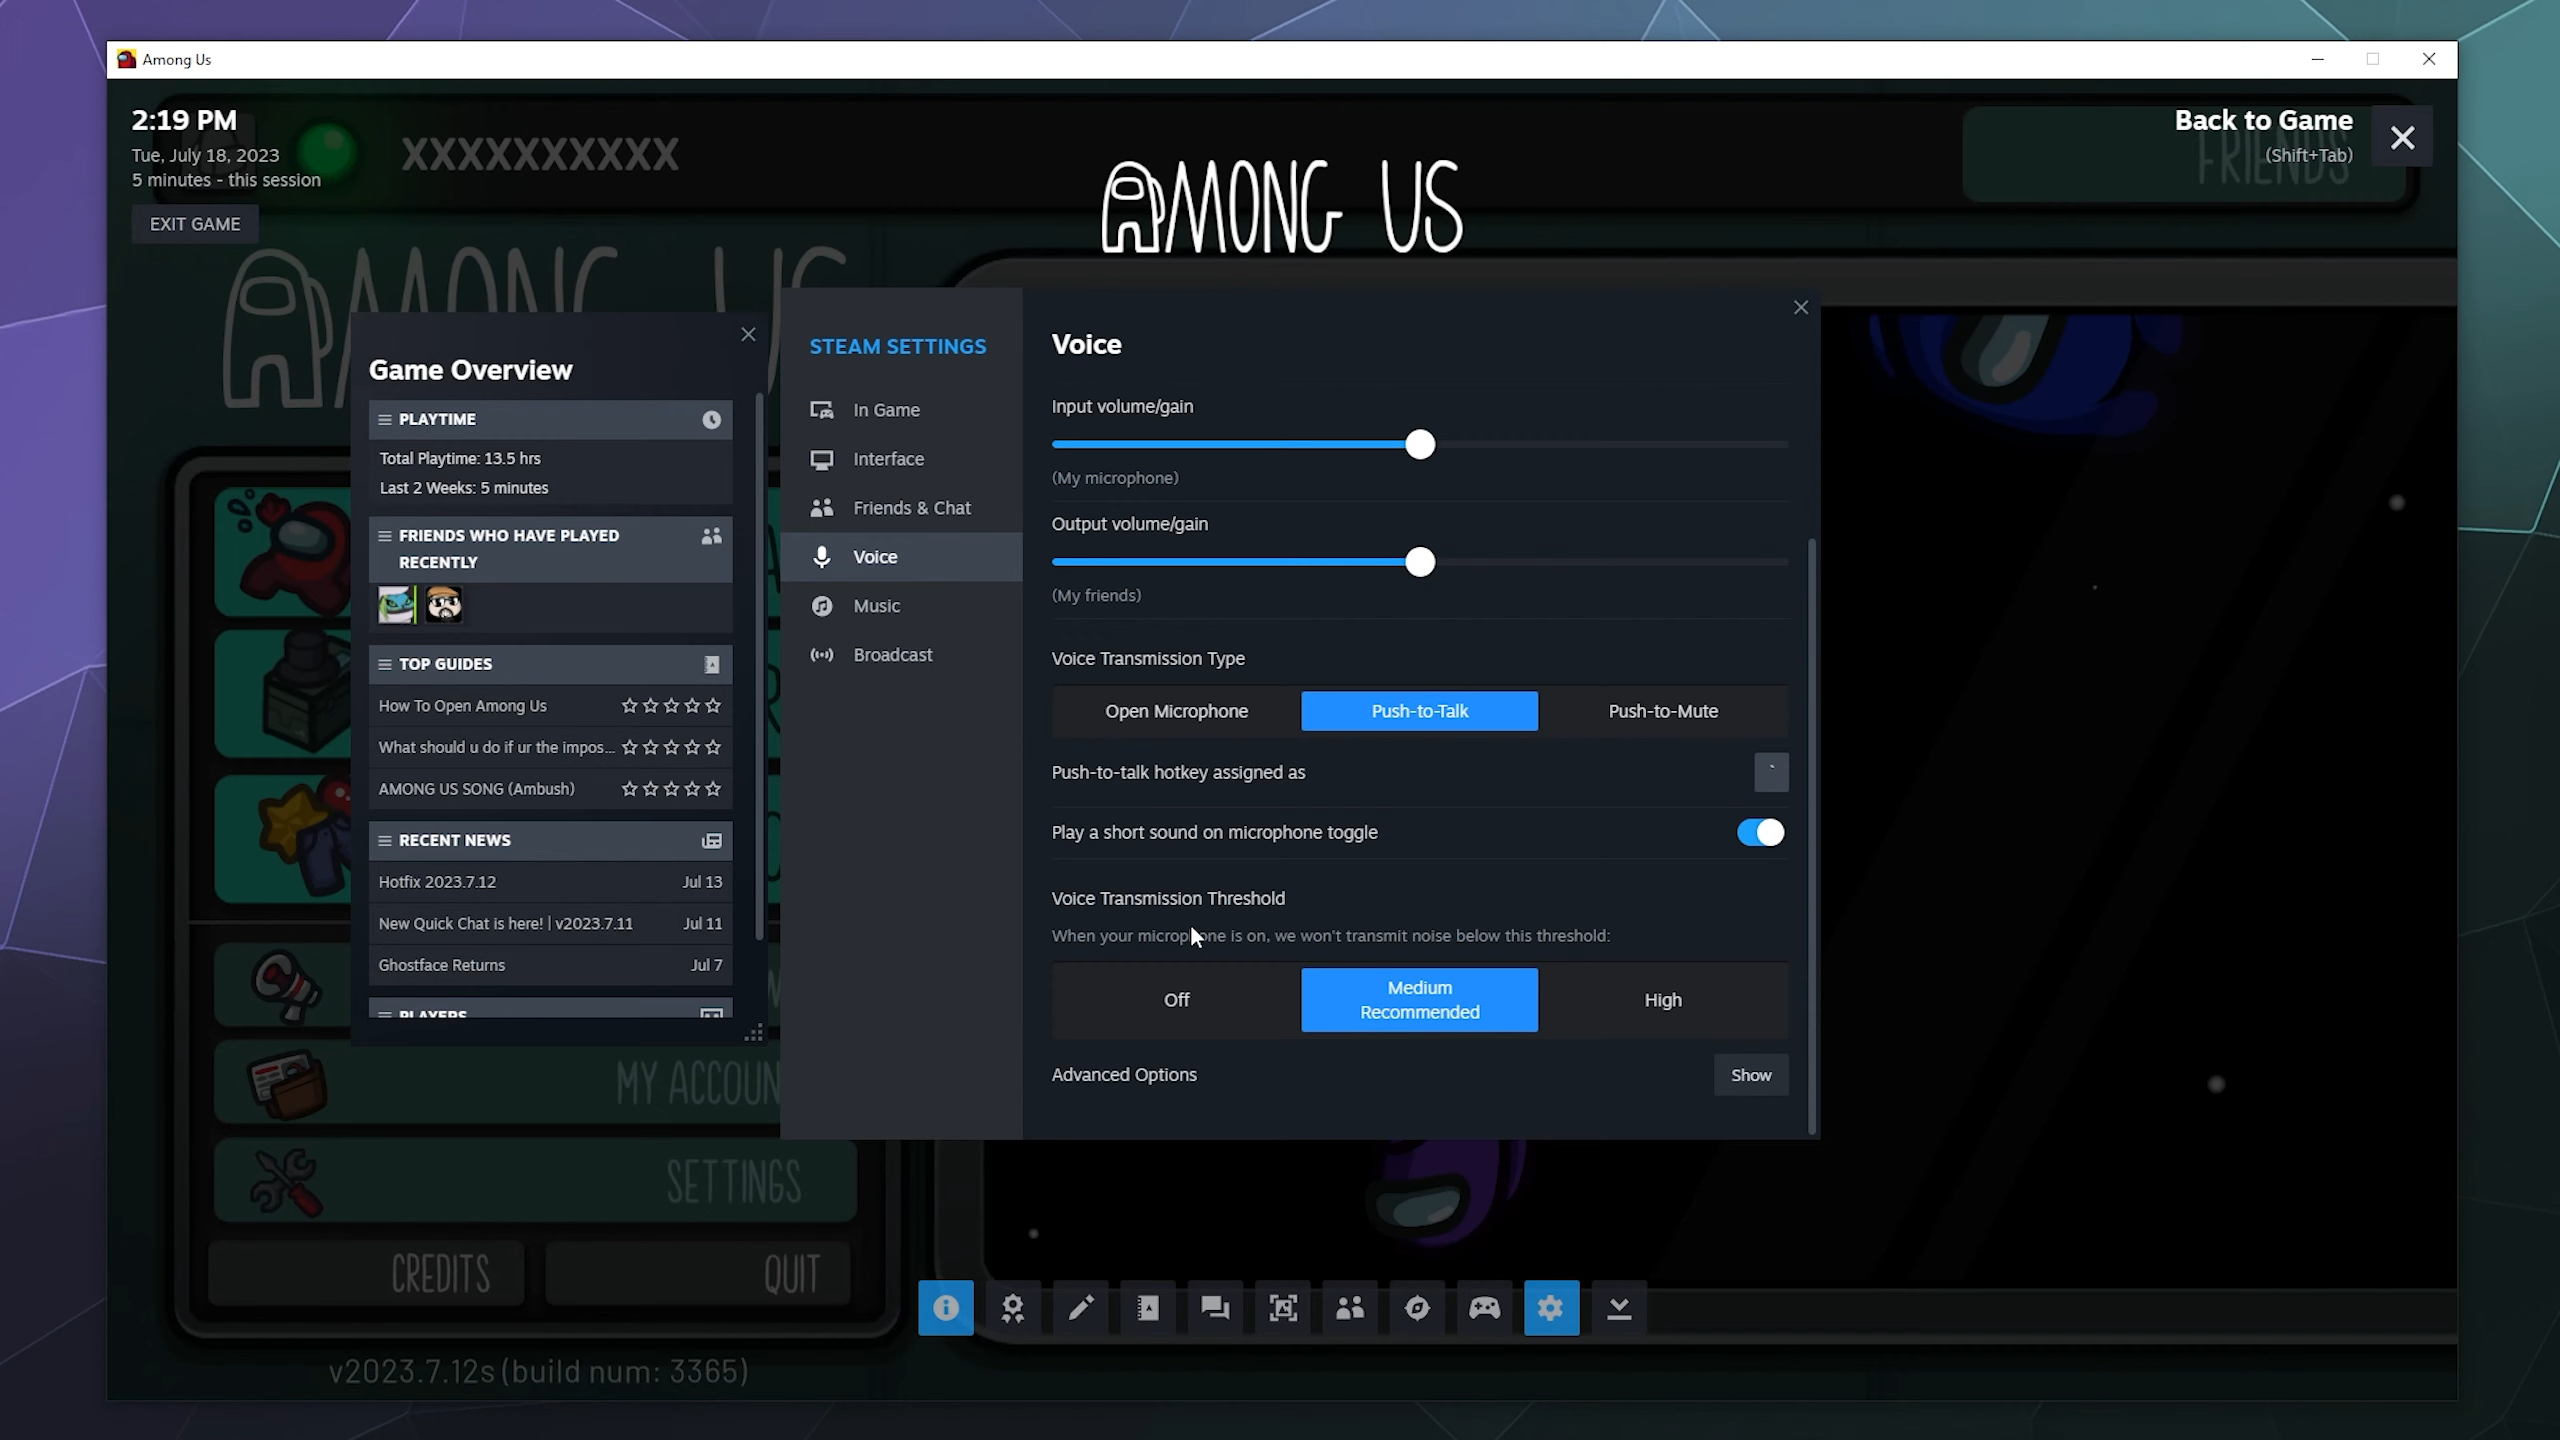 Among Us
2:19 PM
Tue, July 18, 2023
5 minutes - this session
EXIT GAME
XXXXXXXXXX
AMONG US
Back to Game
(Shift+Tab)
FRIENDS
AMONG US
Game Overview
PLAYTIME
Total Playtime: 13.5 hrs
Last 2 Weeks: 5 minutes
FRIENDS WHO HAVE PLAYED
RECENTLY
TOP GUIDES
How To Open Among Us
What should u do if ur the impos...
AMONG US SONG (Ambush)
RECENT NEWS
Hotfix 2023.7.12 Jul 13
New Quick Chat is here! | v2023.7.11 Jul 11
Ghostface Returns Jul 7
PLAYERS
STEAM SETTINGS
In Game
Interface
Friends & Chat
Voice
Music
Broadcast
Voice
Input volume/gain
(My microphone)
Output volume/gain
(My friends)
Voice Transmission Type
Open Microphone Push-to-Talk Push-to-Mute
Push-to-talk hotkey assigned as `
Play a short sound on microphone toggle
Voice Transmission Threshold
When your microphone is on, we won't transmit noise below this threshold:
Off Medium High
Recommended
Advanced Options Show
MY ACCOUN
SETTINGS
CREDITS QUIT
v2023.7.12s (build num: 3365)